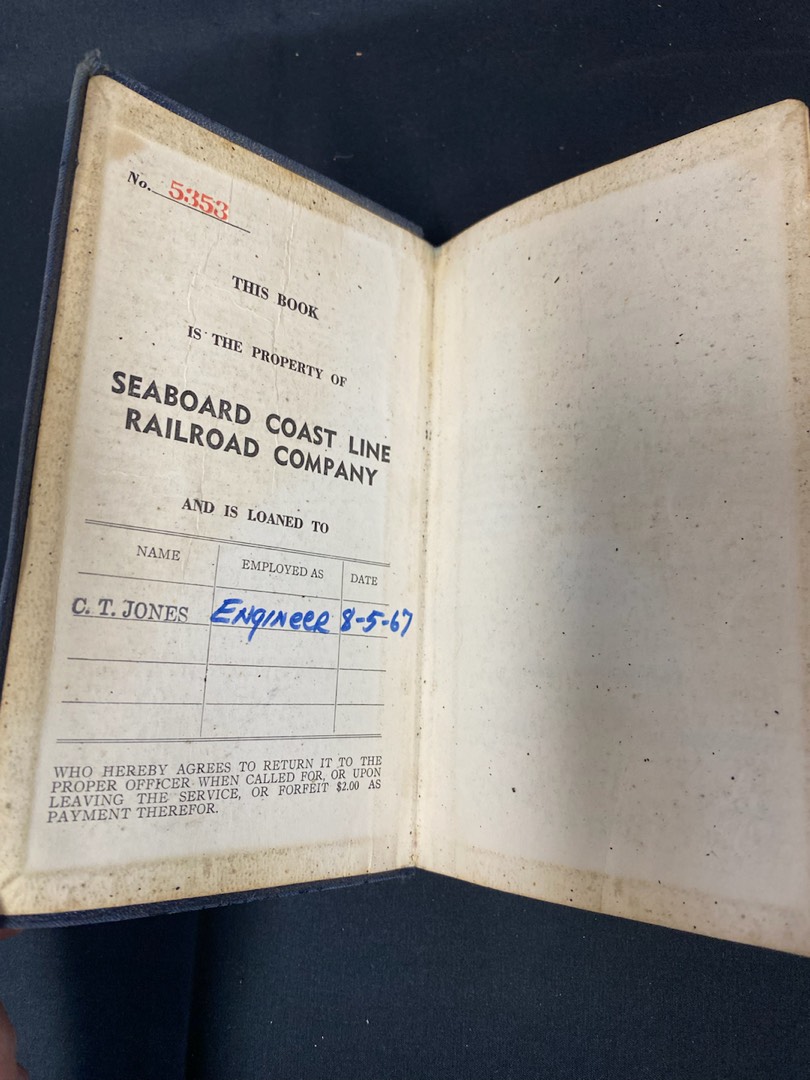 No. 5353
THIS BOOK
IS THE PROPERTY OF
SEABOARD COAST LINE
RAILROAD COMPANY
AND IS LOANED TO
NAME EMPLOYED AS DATE
C. T. JONES ENgiNeeR 8-5-67
WHO HEREBY AGREES TO RETURN IT TO THE
PROPER OFFICER WHEN CALLED FOR, OR UPON
LEAVING THE SERVICE, OR FORFEIT $2.00 AS
PAYMENT THEREFOR.